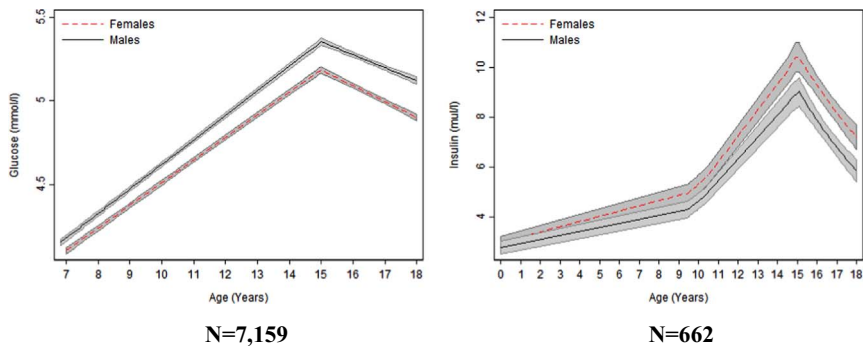 Females
Males
5.5
5
4.5
Glucose (mmol/l)
7 8 9 10 11 12 13 14 15 16 17 18
Age (Years)
N=7,159
Females
Males
12
10
8
6
4
Insulin (mul/l)
0 1 2 3 4 5 6 7 8 9 10 11 12 13 14 15 16 17 18
Age (Years)
N=662